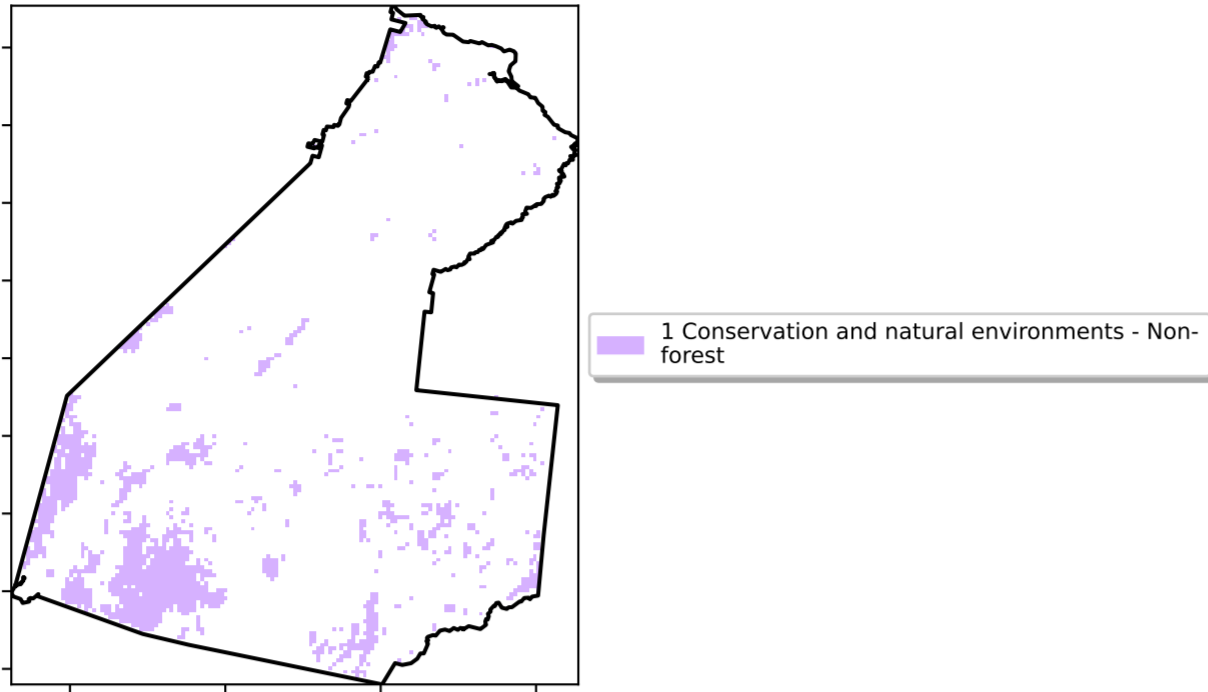 1 Conservation and natural environments - Non-
forest